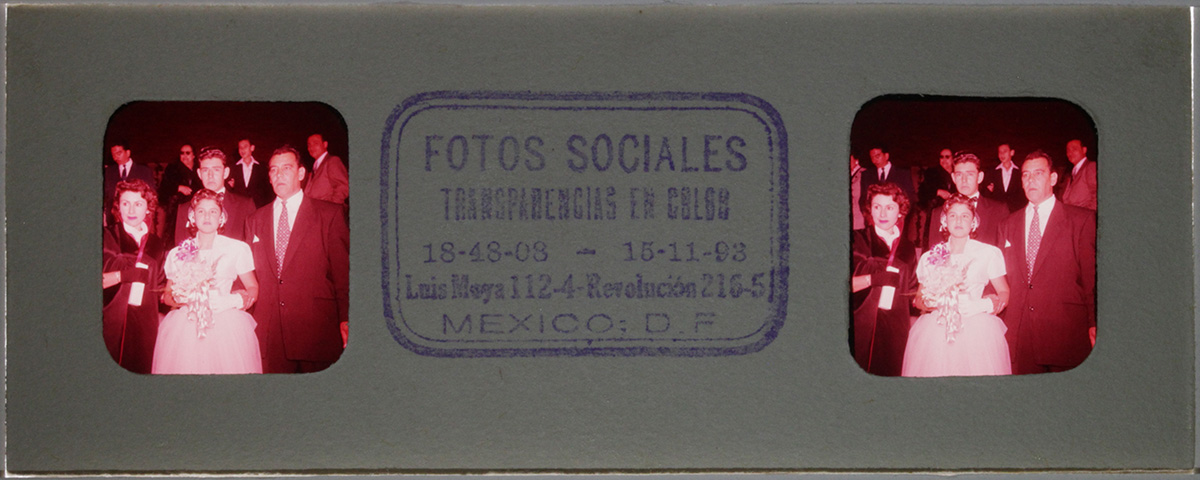 FOTOS SOCIALES
TRANSPARENCIAS EN COLOR
18-48-08 - 15-11-93
Luis Moya 112-4-Revolución 216-5
MEXICO; D. F